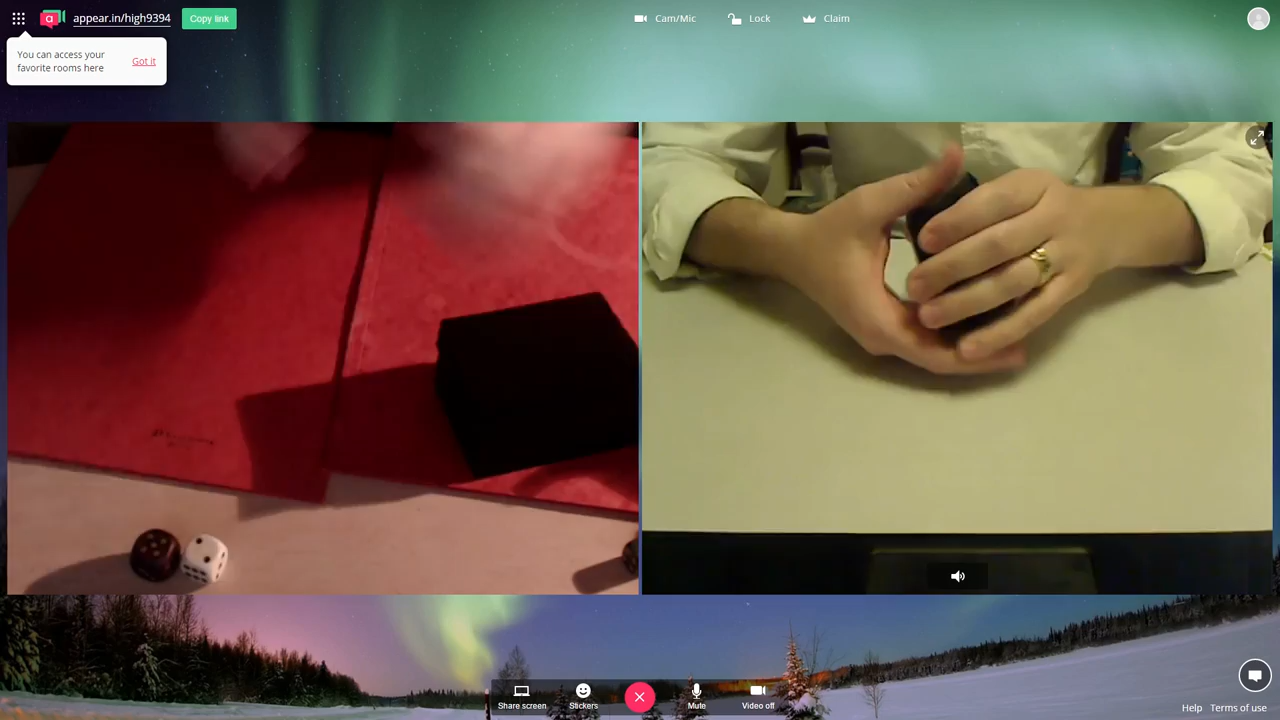 appear.in/high9394
Copy link
Cam/Mic
Lock
Claim
You can access your
favorite rooms here
Got it
Share screen
Stickers
Mute
Video off
Help
Terms of use